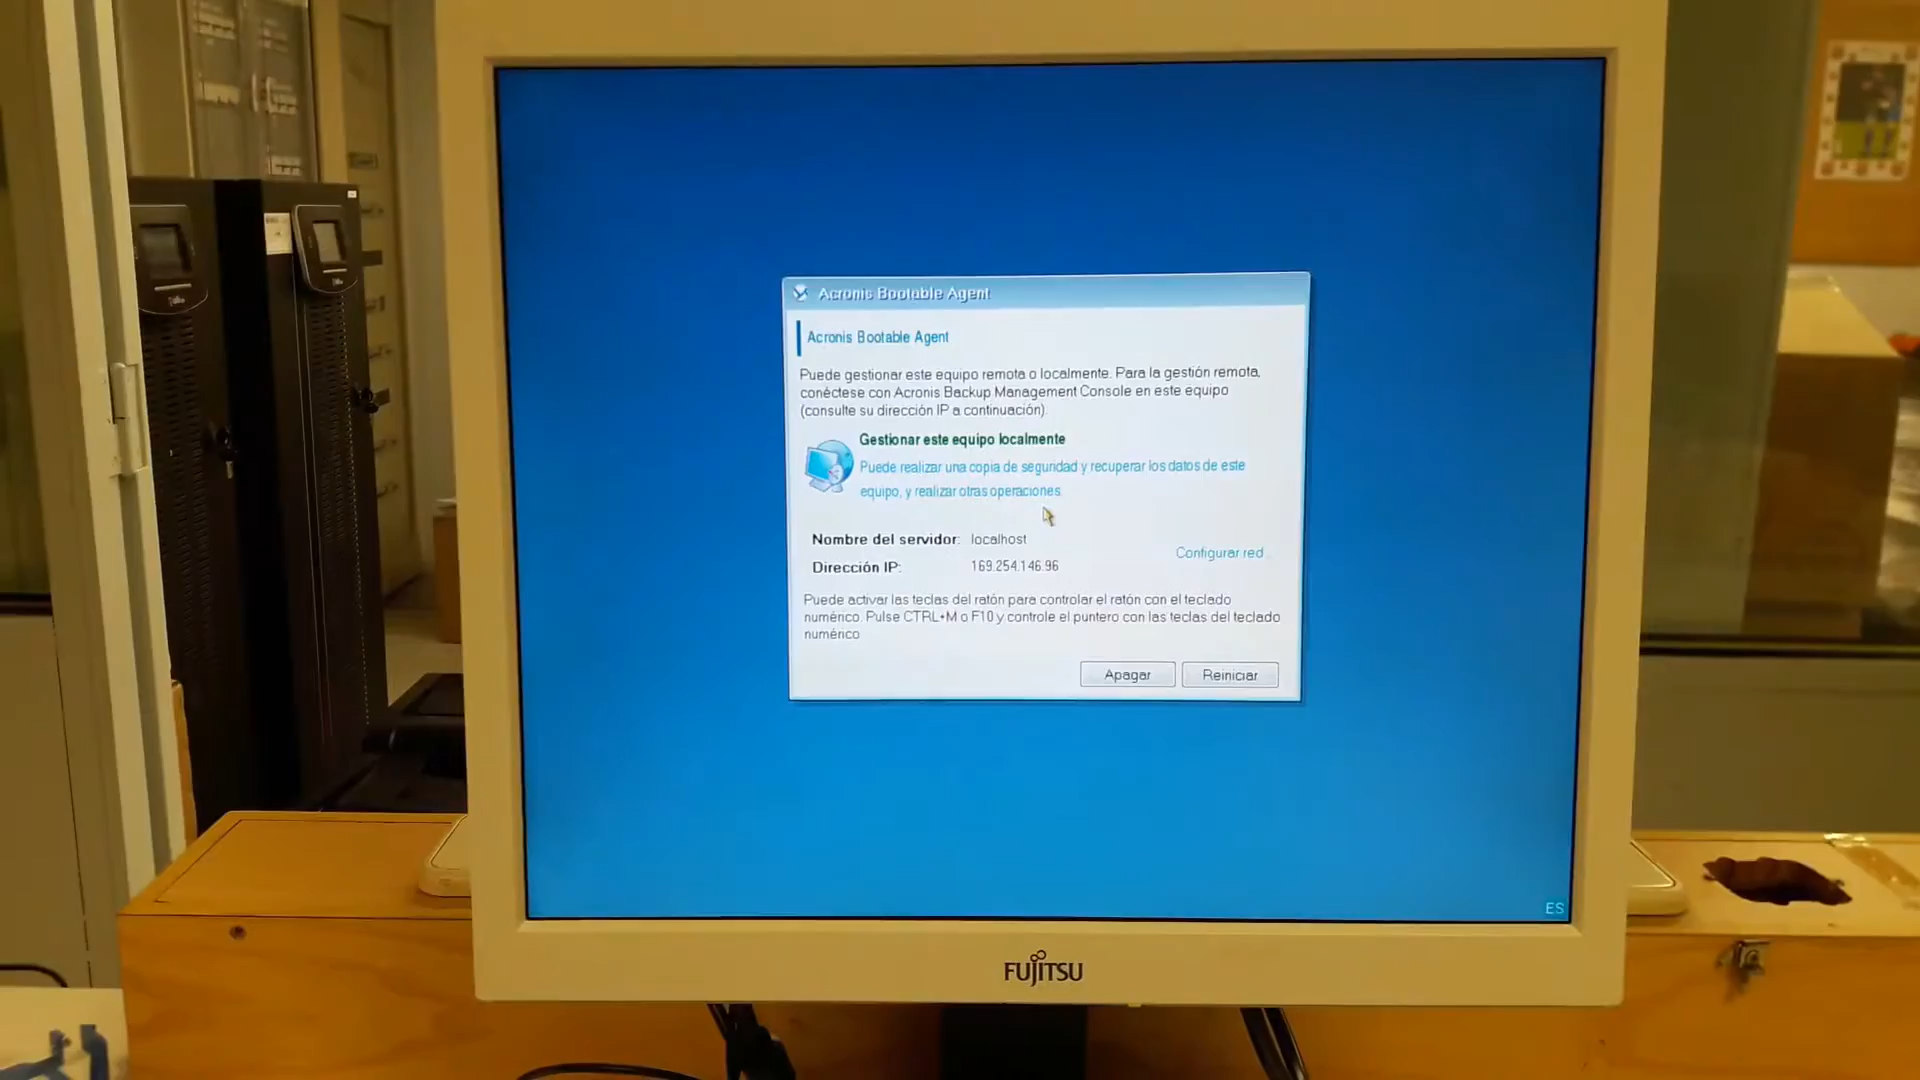 Acronis Bootable Agent
Acronis Bootable Agent
Puede gestionar este equipo remota o localmente. Para la gestión remota,
conéctese con Acronis Backup Management Console en este equipo
(consulte su dirección IP a continuación).
Gestionar este equipo localmente
Puede realizar una copia de seguridad y recuperar los datos de este
equipo, y realizar otras operaciones
Nombre del servidor: localhost
Configurar red
Dirección IP: 169.254.146.96
Puede activar las teclas del ratón para controlar el ratón con el teclado
numérico. Pulse CTRL+M o F10 y controle el puntero con las teclas del teclado
numérico
Apagar Reiniciar
ES
FUJITSU